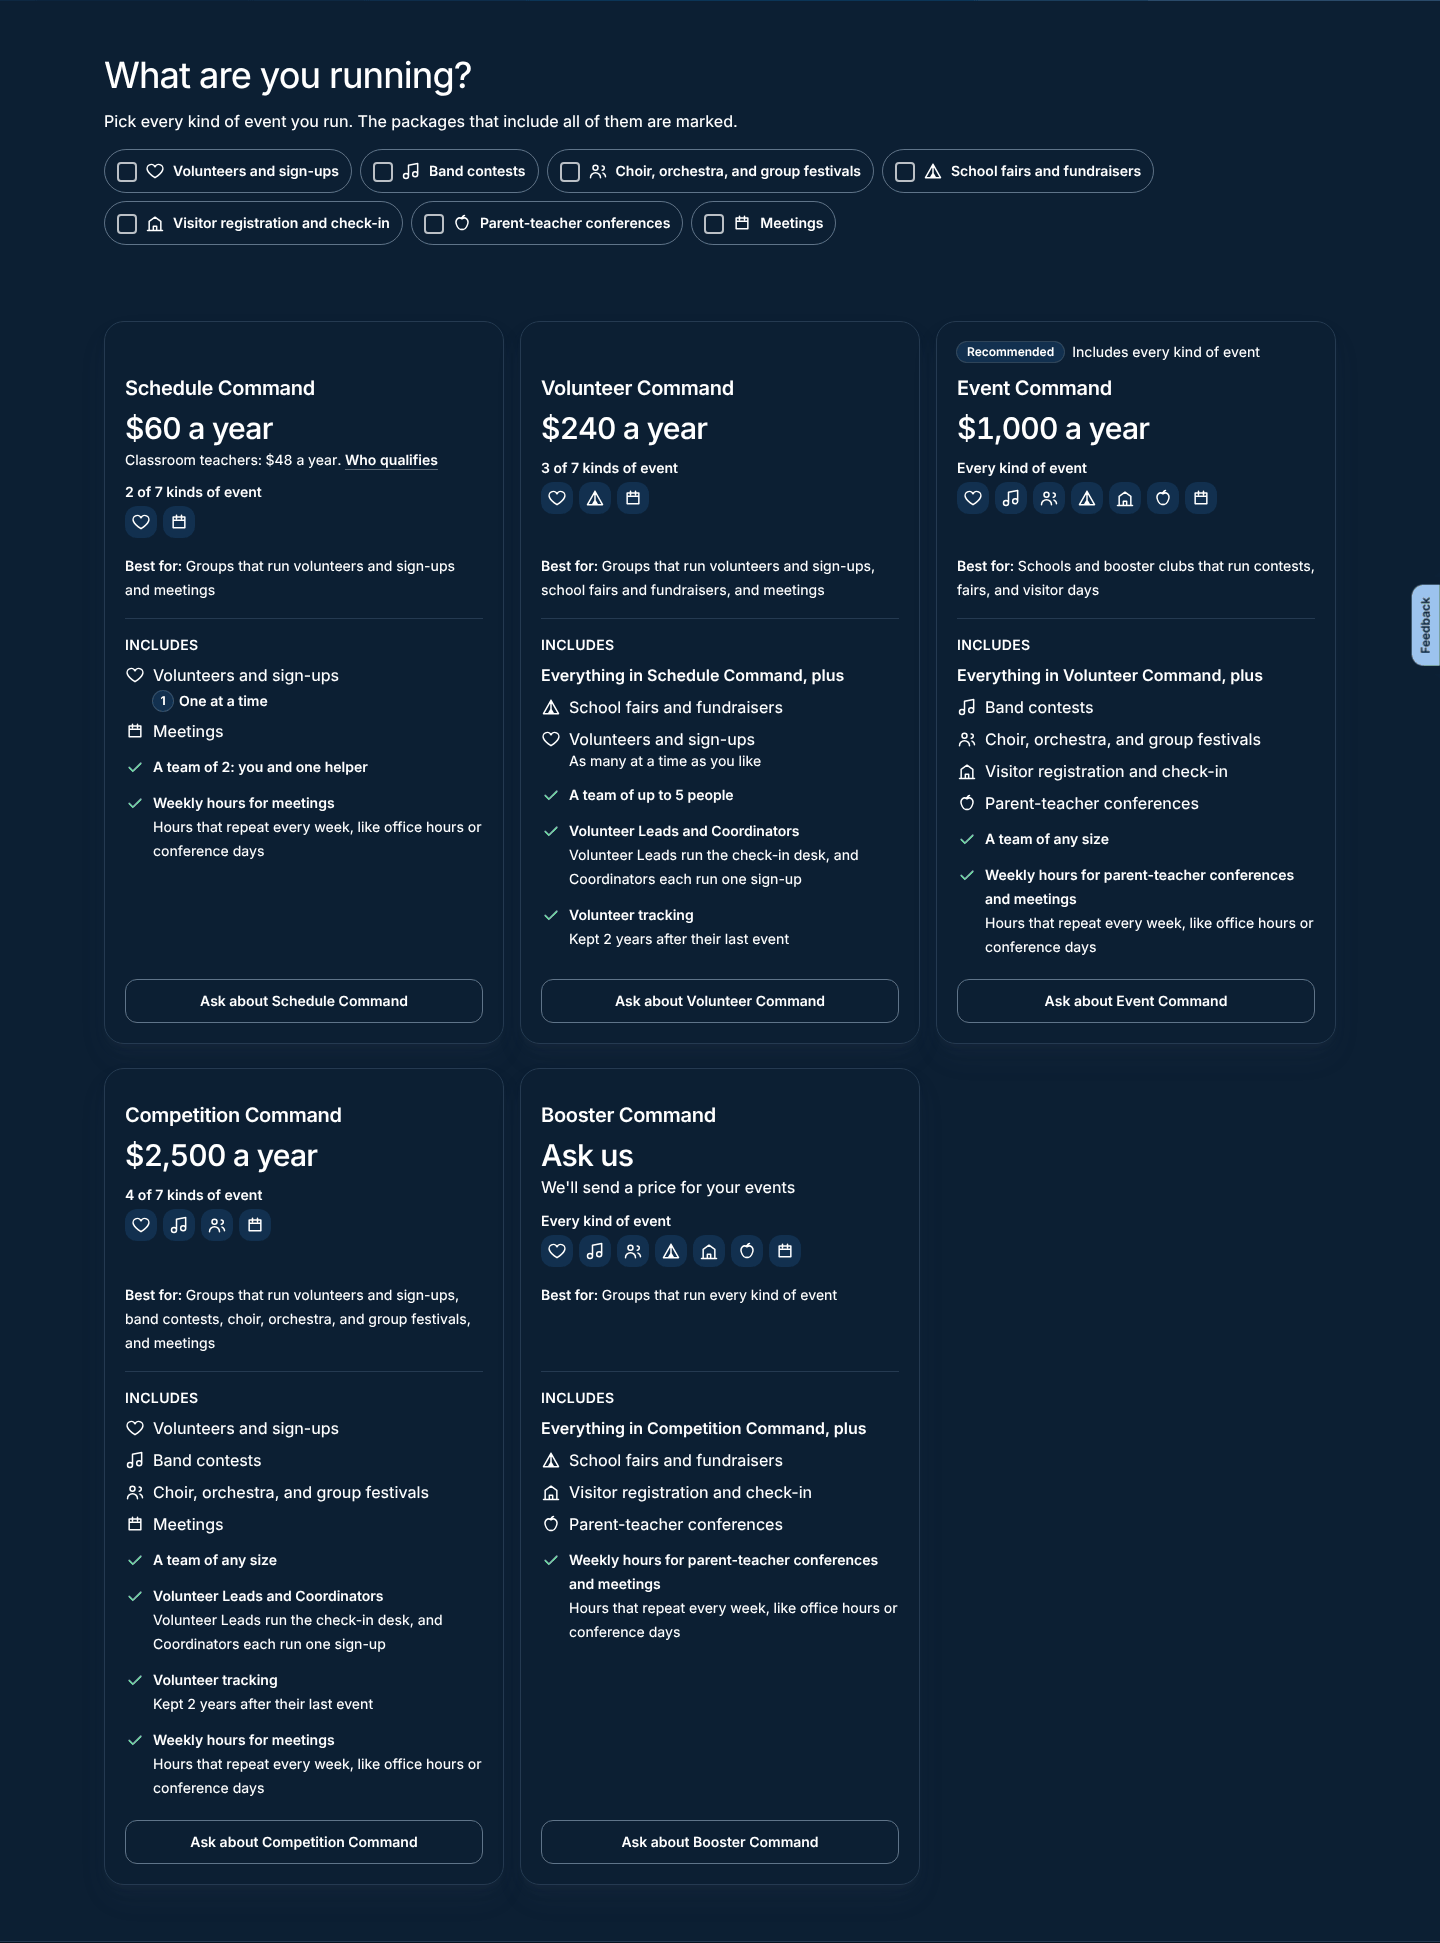 What are you running?
Pick every kind of event you run. The packages that include all of them are marked.
Volunteers and sign-ups
Band contests
Choir, orchestra, and group festivals
School fairs and fundraisers
Visitor registration and check-in
Parent-teacher conferences
Meetings
Schedule Command
$60 a year
Classroom teachers: $48 a year. Who qualifies
2 of 7 kinds of event
Best for: Groups that run volunteers and sign-ups
and meetings
INCLUDES
Volunteers and sign-ups
1 One at a time
Meetings
A team of 2: you and one helper
Weekly hours for meetings
Hours that repeat every week, like office hours or
conference days
Ask about Schedule Command
Volunteer Command
$240 a year
3 of 7 kinds of event
Best for: Groups that run volunteers and sign-ups,
school fairs and fundraisers, and meetings
INCLUDES
Everything in Schedule Command, plus
School fairs and fundraisers
Volunteers and sign-ups
As many at a time as you like
A team of up to 5 people
Volunteer Leads and Coordinators
Volunteer Leads run the check-in desk, and
Coordinators each run one sign-up
Volunteer tracking
Kept 2 years after their last event
Ask about Volunteer Command
Recommended Includes every kind of event
Event Command
$1,000 a year
Every kind of event
Best for: Schools and booster clubs that run contests,
fairs, and visitor days
INCLUDES
Everything in Volunteer Command, plus
Band contests
Choir, orchestra, and group festivals
Visitor registration and check-in
Parent-teacher conferences
A team of any size
Weekly hours for parent-teacher conferences
and meetings
Hours that repeat every week, like office hours or
conference days
Ask about Event Command
Feedback
Competition Command
$2,500 a year
4 of 7 kinds of event
Best for: Groups that run volunteers and sign-ups,
band contests, choir, orchestra, and group festivals,
and meetings
INCLUDES
Volunteers and sign-ups
Band contests
Choir, orchestra, and group festivals
Meetings
A team of any size
Volunteer Leads and Coordinators
Volunteer Leads run the check-in desk, and
Coordinators each run one sign-up
Volunteer tracking
Kept 2 years after their last event
Weekly hours for meetings
Hours that repeat every week, like office hours or
conference days
Ask about Competition Command
Booster Command
Ask us
We'll send a price for your events
Every kind of event
Best for: Groups that run every kind of event
INCLUDES
Everything in Competition Command, plus
School fairs and fundraisers
Visitor registration and check-in
Parent-teacher conferences
Weekly hours for parent-teacher conferences
and meetings
Hours that repeat every week, like office hours or
conference days
Ask about Booster Command